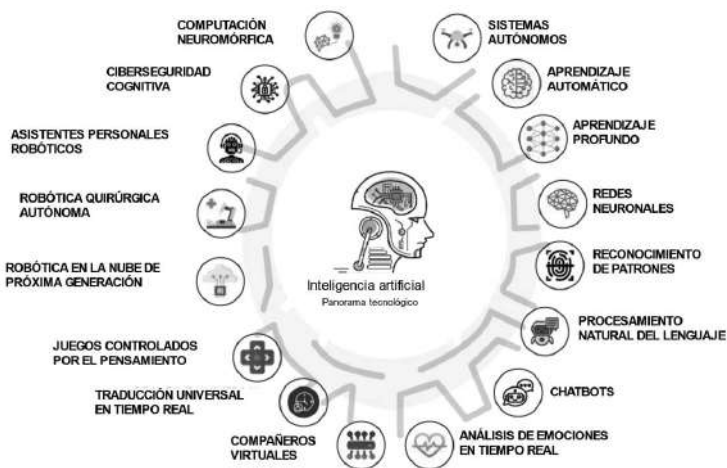 COMPUTACIÓN
NEUROMÓRFICA
SISTEMAS
AUTÓNOMOS
CIBERSEGURIDAD
COGNITIVA
APRENDIZAJE
AUTOMÁTICO
ASISTENTES PERSONALES
ROBÓTICOS
APRENDIZAJE
PROFUNDO
ROBÓTICA QUIRÚRGICA
AUTÓNOMA
REDES
NEURONALES
ROBÓTICA EN LA NUBE DE
PRÓXIMA GENERACIÓN
RECONOCIMIENTO
DE PATRONES
Inteligencia artificial
Panorama tecnológico
JUEGOS CONTROLADOS
POR EL PENSAMIENTO
PROCESAMIENTO
NATURAL DEL LENGUAJE
TRADUCCIÓN UNIVERSAL
EN TIEMPO REAL
CHATBOTS
COMPAÑEROS
VIRTUALES
ANÁLISIS DE EMOCIONES
EN TIEMPO REAL